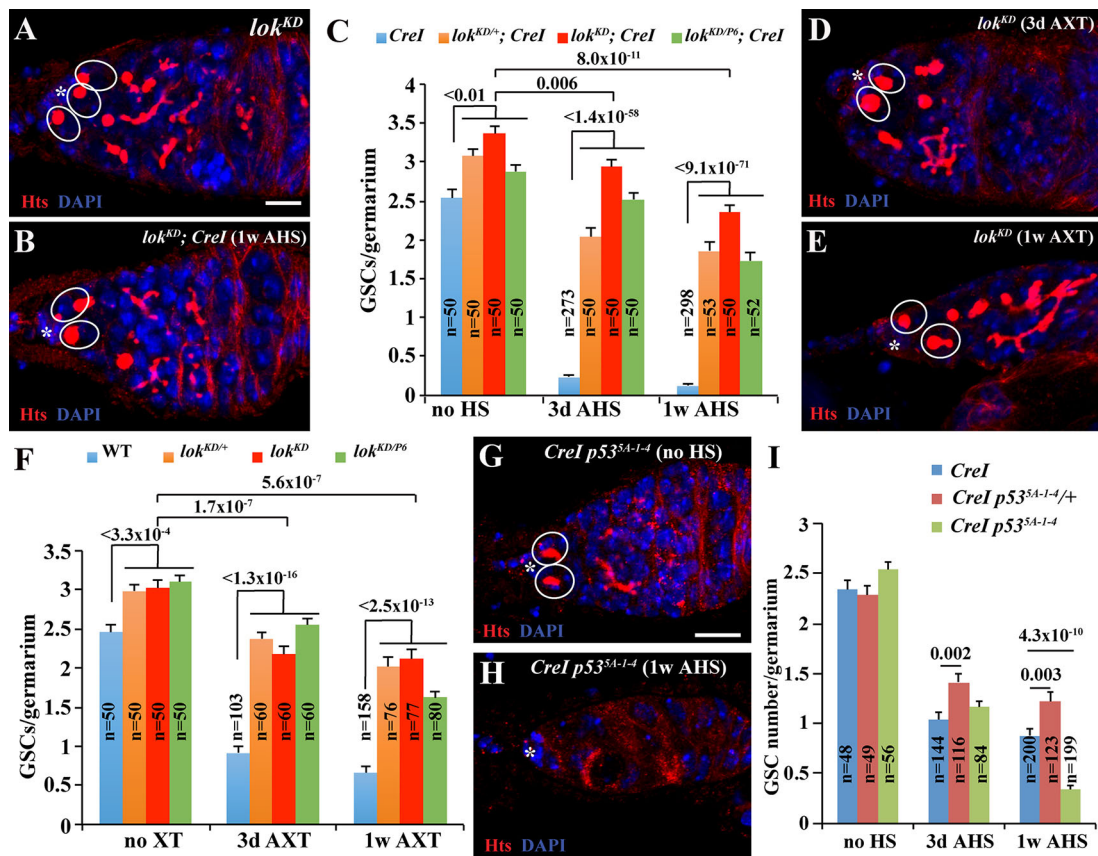 A
lok^KD
*
Hts DAPI
B
lok^KD; CreI (1w AHS)
*
Hts DAPI
C
CreI lok^KD/+; CreI lok^KD; CreI lok^KD/P6; CreI
8.0x10^-11
0.006
<0.01
<1.4x10^-58
<9.1x10^-71
GSCs/germarium
4
3.5
3
2.5
2
1.5
1
0.5
0
n=50 n=50 n=50 n=50
n=273 n=50 n=50 n=50
n=298 n=53 n=50 n=52
no HS 3d AHS 1w AHS
D
lok^KD (3d AXT)
*
Hts DAPI
E
lok^KD (1w AXT)
*
Hts DAPI
F
WT lok^KD/+ lok^KD lok^KD/P6
5.6x10^-7
1.7x10^-7
<3.3x10^-4
<1.3x10^-16
<2.5x10^-13
GSCs/germarium
3.5
3
2.5
2
1.5
1
0.5
0
n=50 n=50 n=50 n=50
n=103 n=60 n=60 n=60
n=158 n=76 n=77 n=80
no XT 3d AXT 1w AXT
G
CreI p53^5A-1-4 (no HS)
*
Hts DAPI
H
CreI p53^5A-1-4 (1w AHS)
*
Hts DAPI
I
CreI
CreI p53^5A-1-4/+
CreI p53^5A-1-4
4.3x10^-10
0.002
0.003
GSC number/germarium
3
2.5
2
1.5
1
0.5
0
n=48 n=49 n=56
n=144 n=116 n=84
n=200 n=123 n=199
no HS 3d AHS 1w AHS